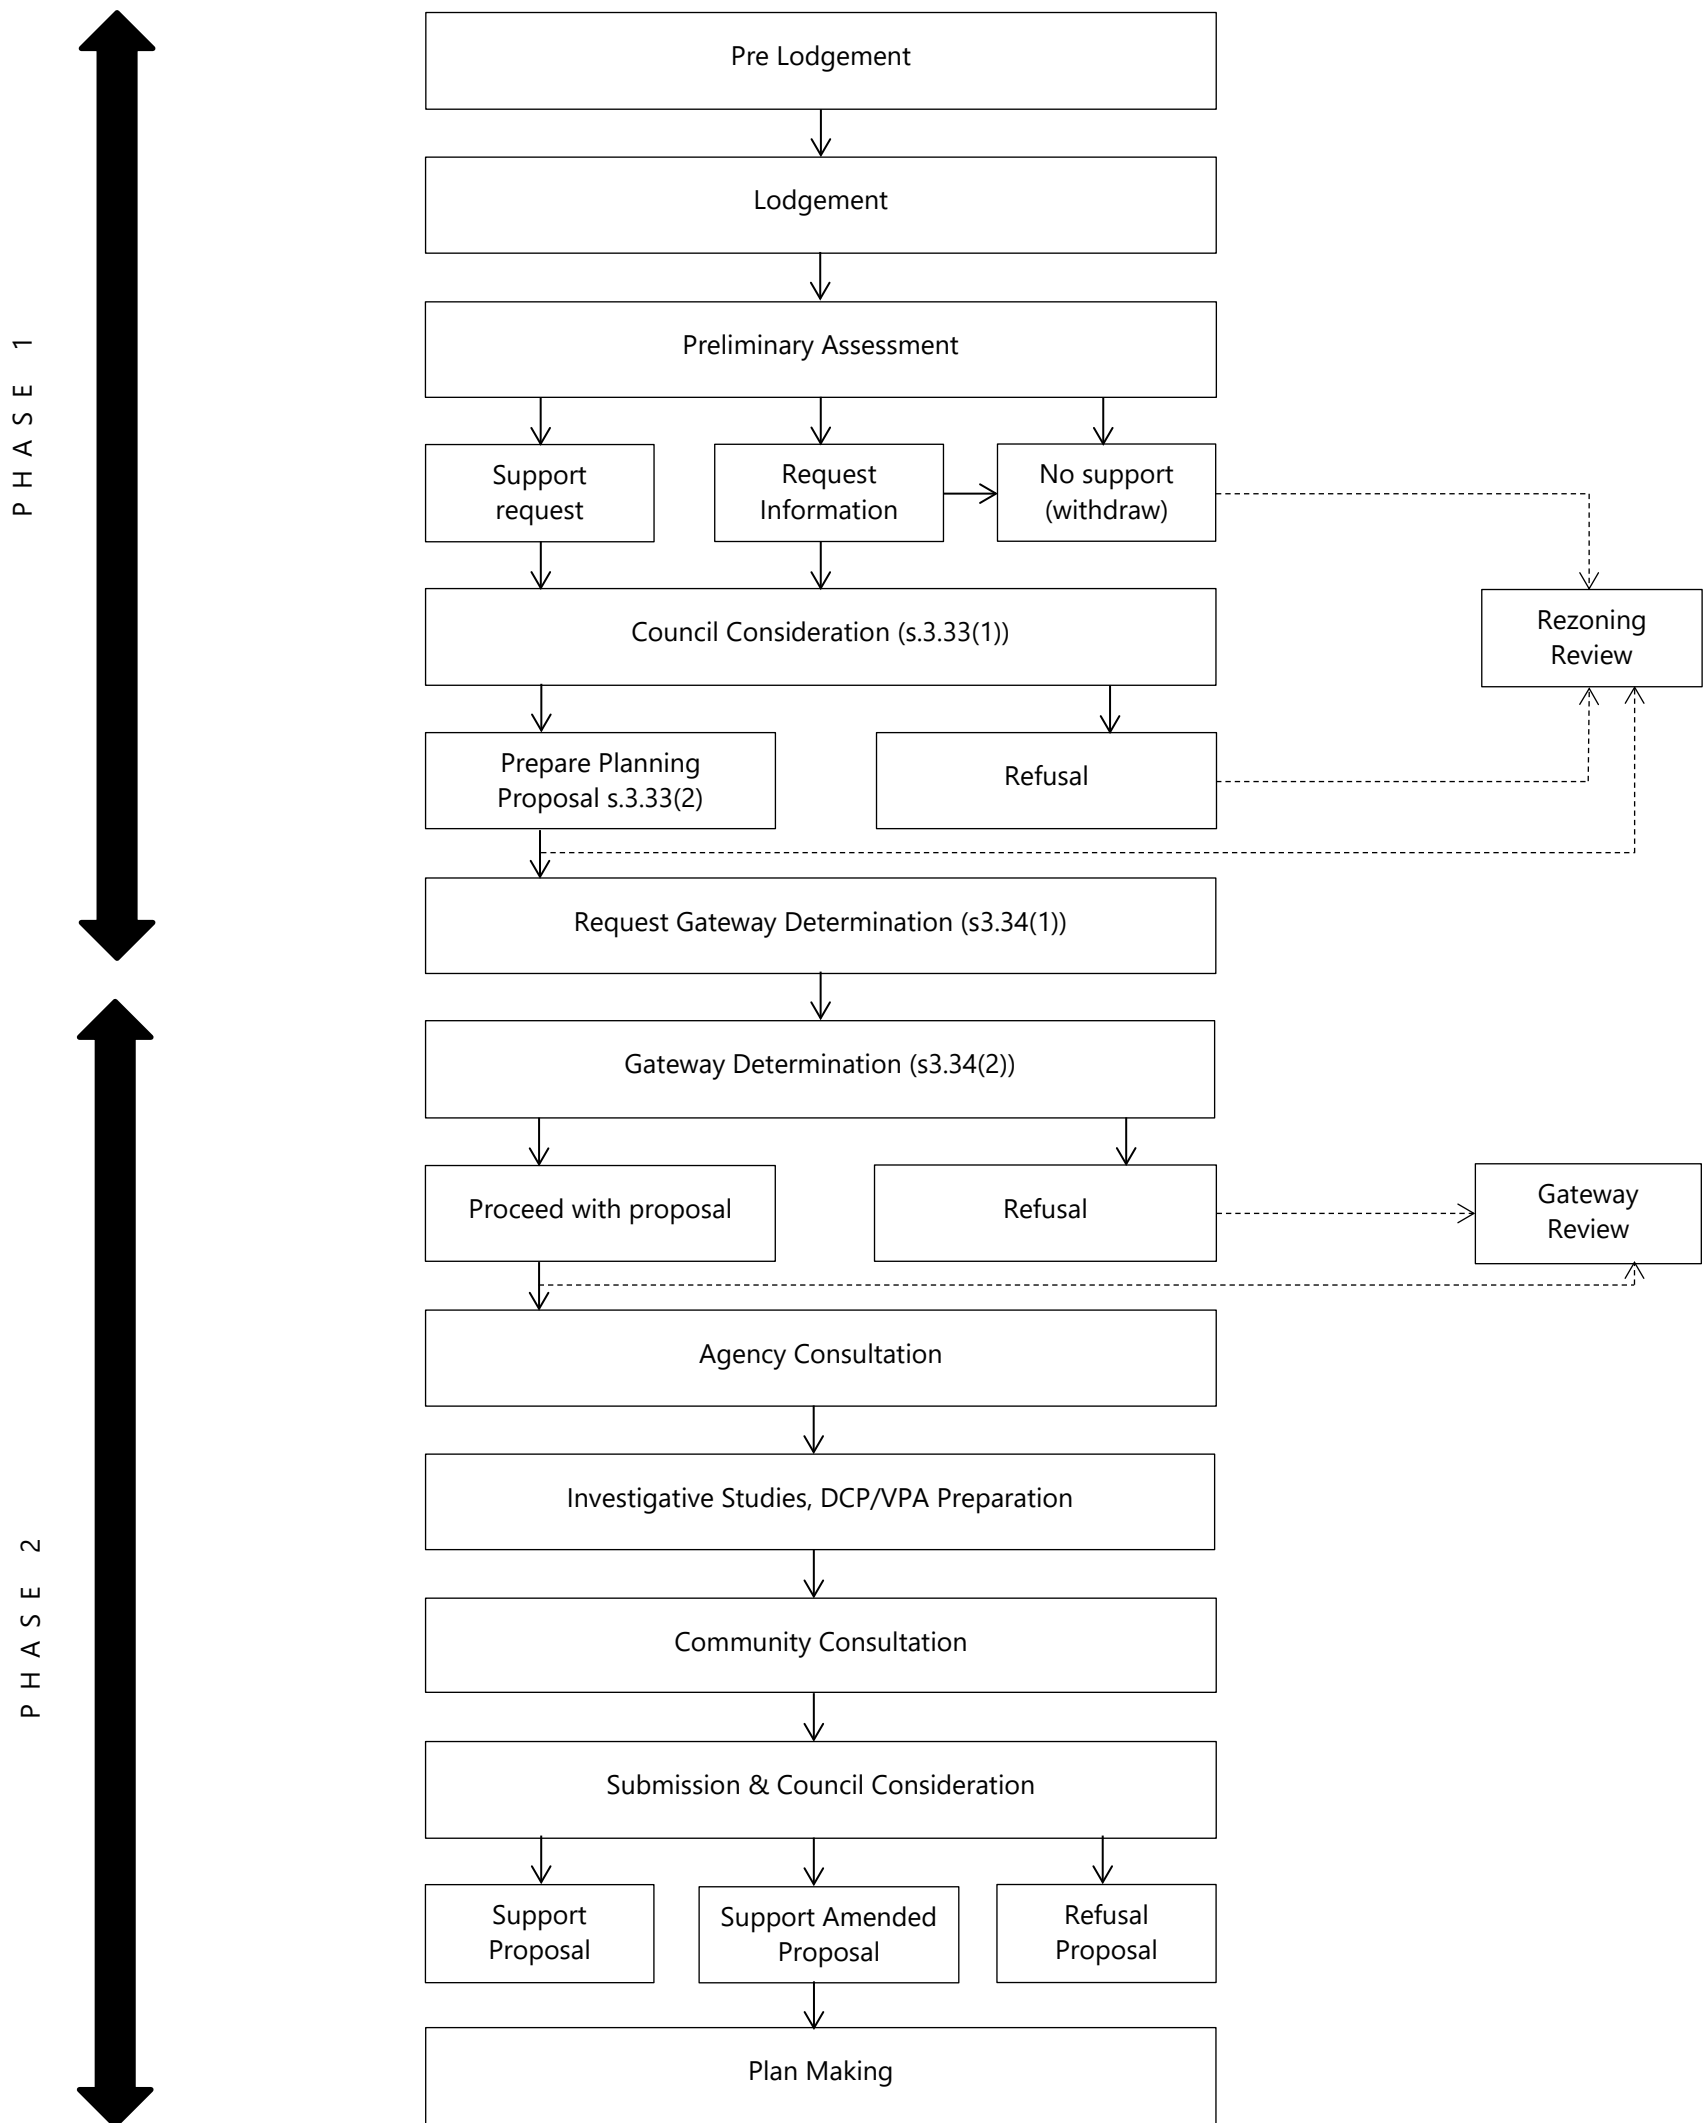 PHASE 1
Pre Lodgement
Lodgement
Preliminary Assessment
Support
request
Request
Information
No support
(withdraw)
Council Consideration (s.3.33(1))
Rezoning
Review
Prepare Planning
Proposal s.3.33(2)
Refusal
Request Gateway Determination (s3.34(1))
PHASE 2
Gateway Determination (s3.34(2))
Proceed with proposal
Refusal
Gateway
Review
Agency Consultation
Investigative Studies, DCP/VPA Preparation
Community Consultation
Submission & Council Consideration
Support
Proposal
Support Amended
Proposal
Refusal
Proposal
Plan Making